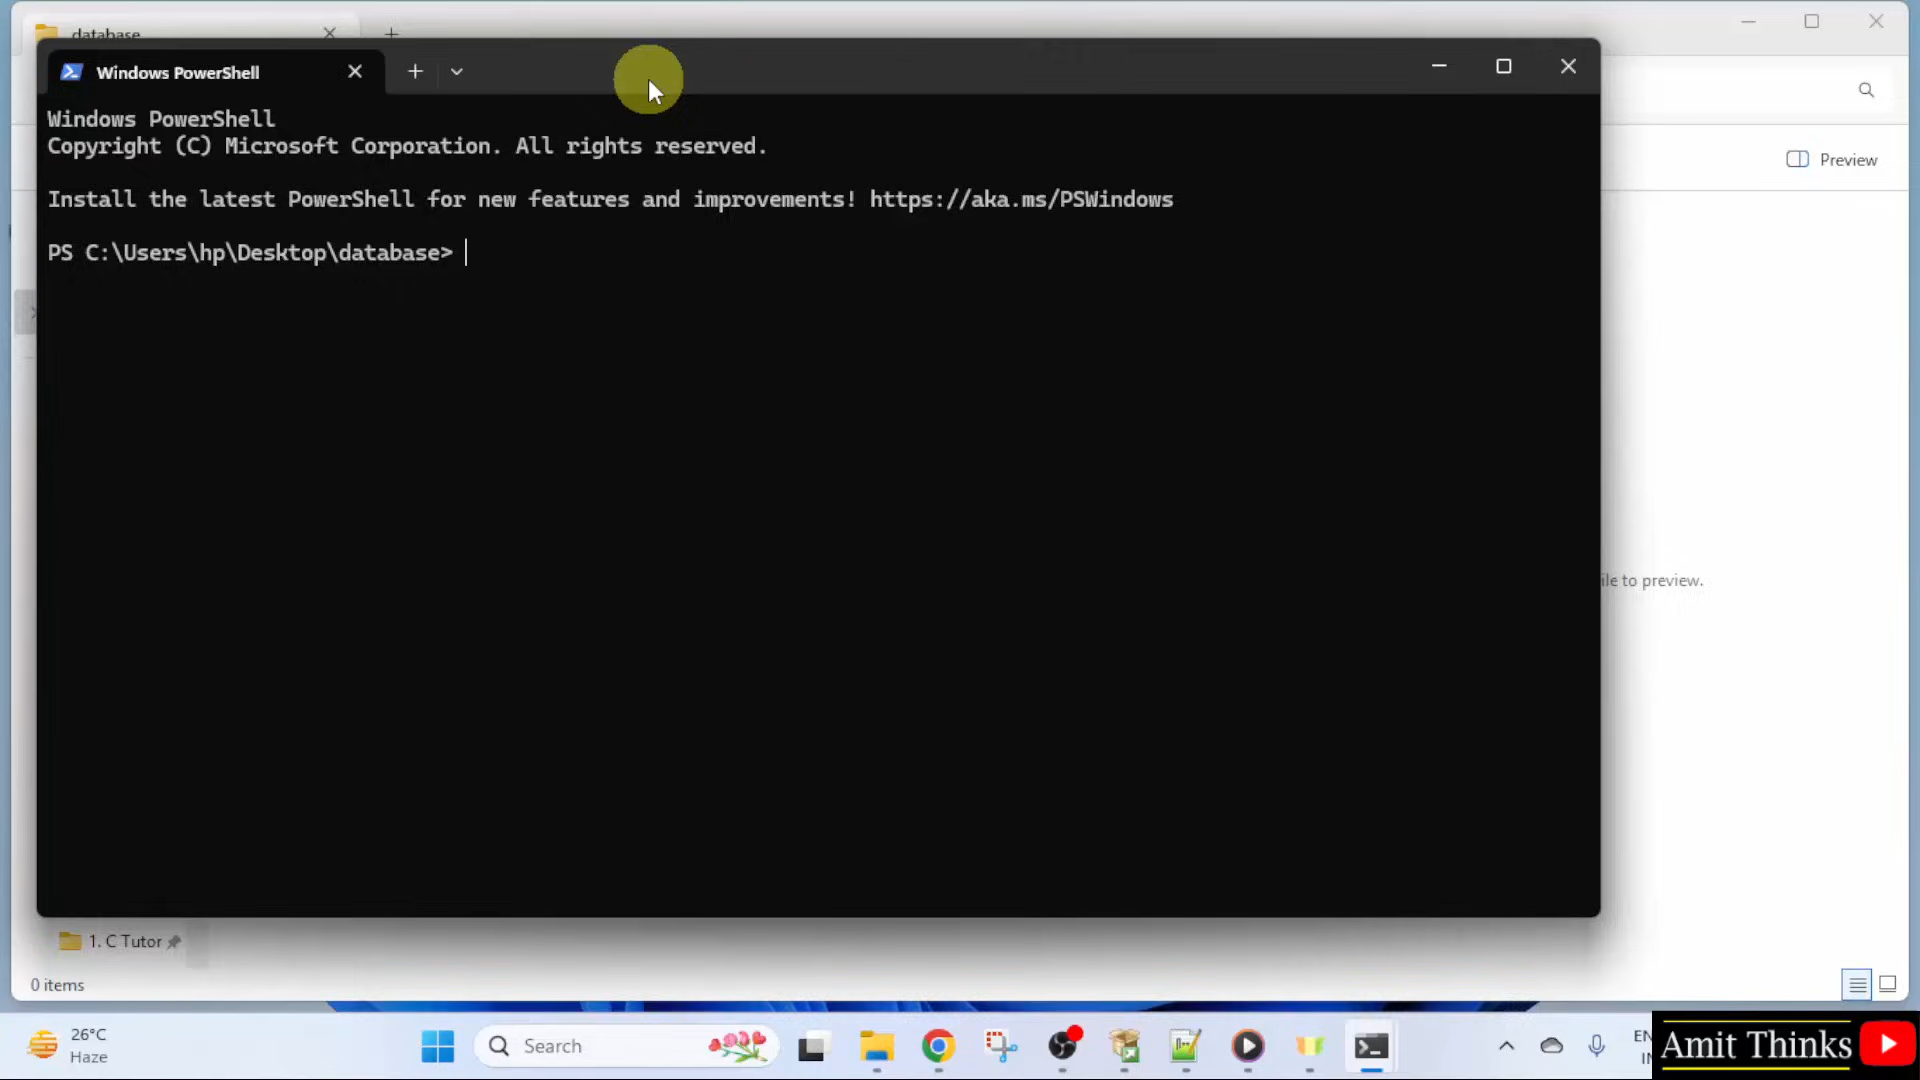 database
Windows PowerShell
Windows PowerShell
Copyright (C) Microsoft Corporation. All rights reserved.
Install the latest PowerShell for new features and improvements! https://aka.ms/PSWindows
PS C:\Users\hp\Desktop\database>
Preview
ile to preview.
1. C Tutor
0 items
26°C
Haze
Search
EN
IN
Amit Thinks